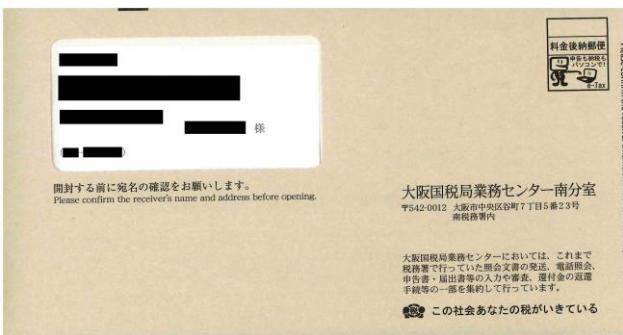 料金後納郵便
申告も納税も
パソコンで!
e-Tax
様
開封する前に宛名の確認をお願いします。
Please confirm the receiver's name and address before opening.
大阪国税局業務センター南分室
〒542-0012 大阪市中央区谷町7丁目5番23号
南税務署内
大阪国税局業務センターにおいては、これまで
税務署で行っていた照会文書の発送、電話照会、
申告書・届出書等の入力や審査、還付金の返還
手続等の一部を集約して行っています。
税 この社会あなたの税がいきている